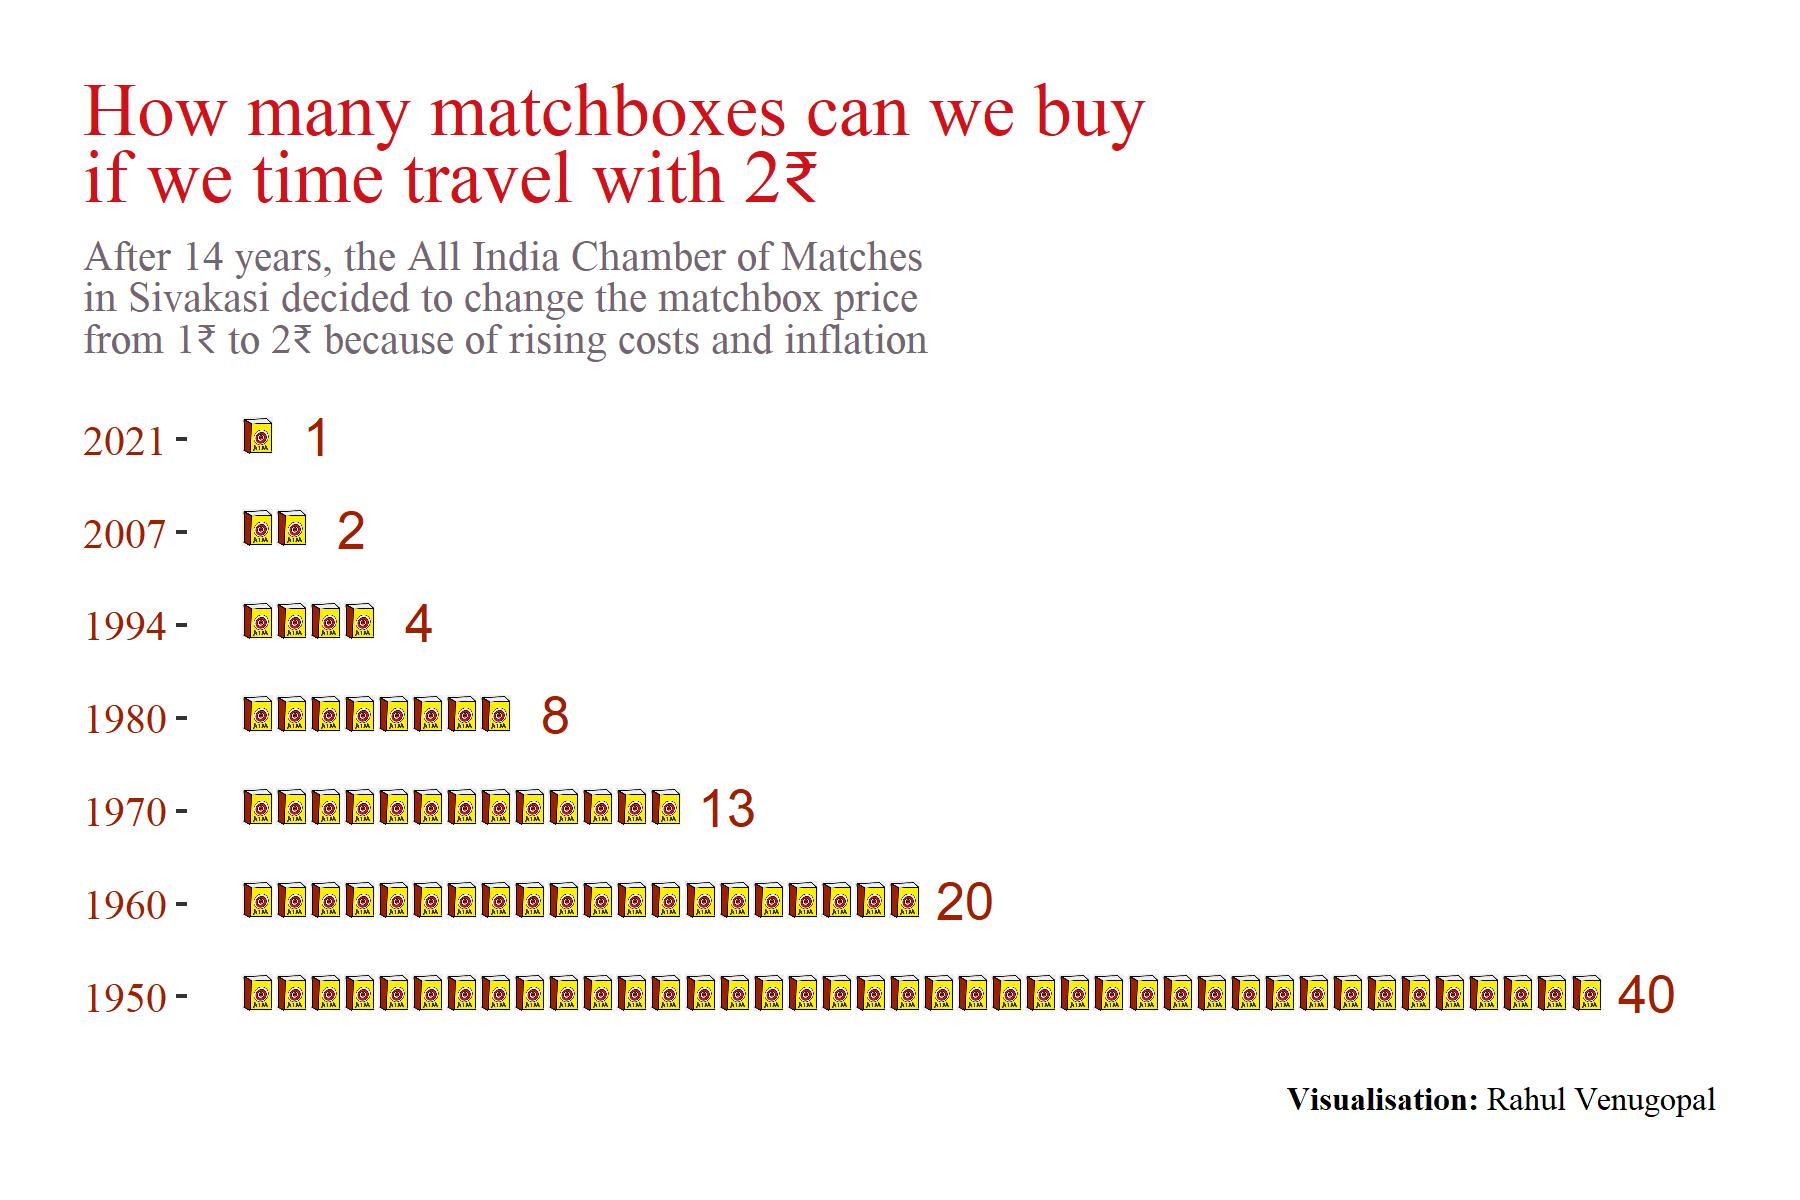 How many matchboxes can we buy
if we time travel with 2₹
After 14 years, the All India Chamber of Matches
in Sivakasi decided to change the matchbox price
from 1₹ to 2₹ because of rising costs and inflation
2021 - 1
2007 - 2
1994 - 4
1980 - 8
1970 - 13
1960 - 20
1950 - 40
Visualisation: Rahul Venugopal